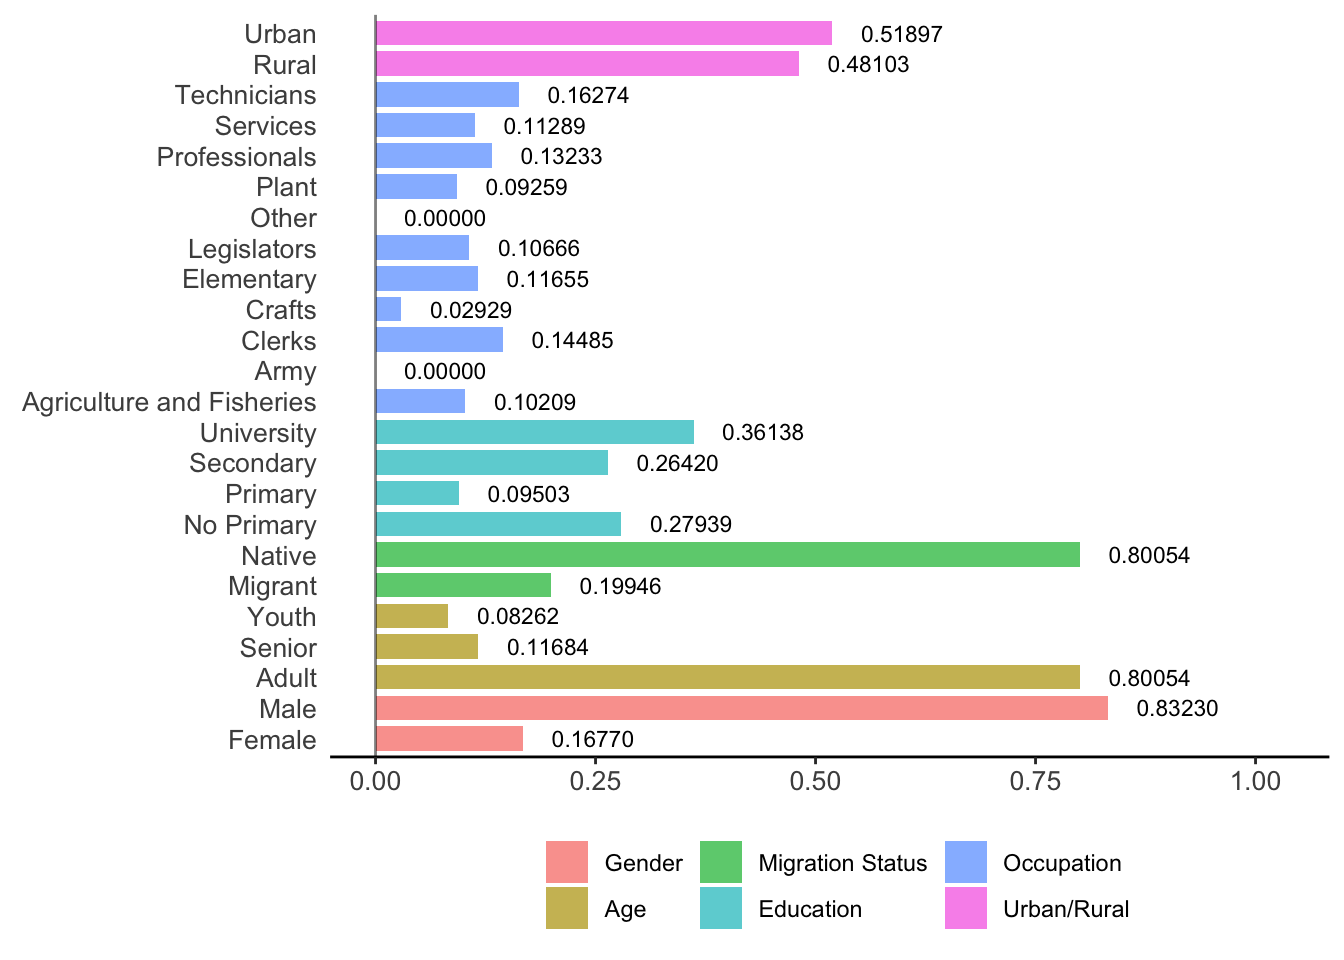 Urban 0.51897
Rural 0.48103
Technicians 0.16274
Services 0.11289
Professionals 0.13233
Plant 0.09259
Other 0.00000
Legislators 0.10666
Elementary 0.11655
Crafts 0.02929
Clerks 0.14485
Army 0.00000
Agriculture and Fisheries 0.10209
University 0.36138
Secondary 0.26420
Primary 0.09503
No Primary 0.27939
Native 0.80054
Migrant 0.19946
Youth 0.08262
Senior 0.11684
Adult 0.80054
Male 0.83230
Female 0.16770
0.00 0.25 0.50 0.75 1.00
Gender Migration Status Occupation
Age Education Urban/Rural